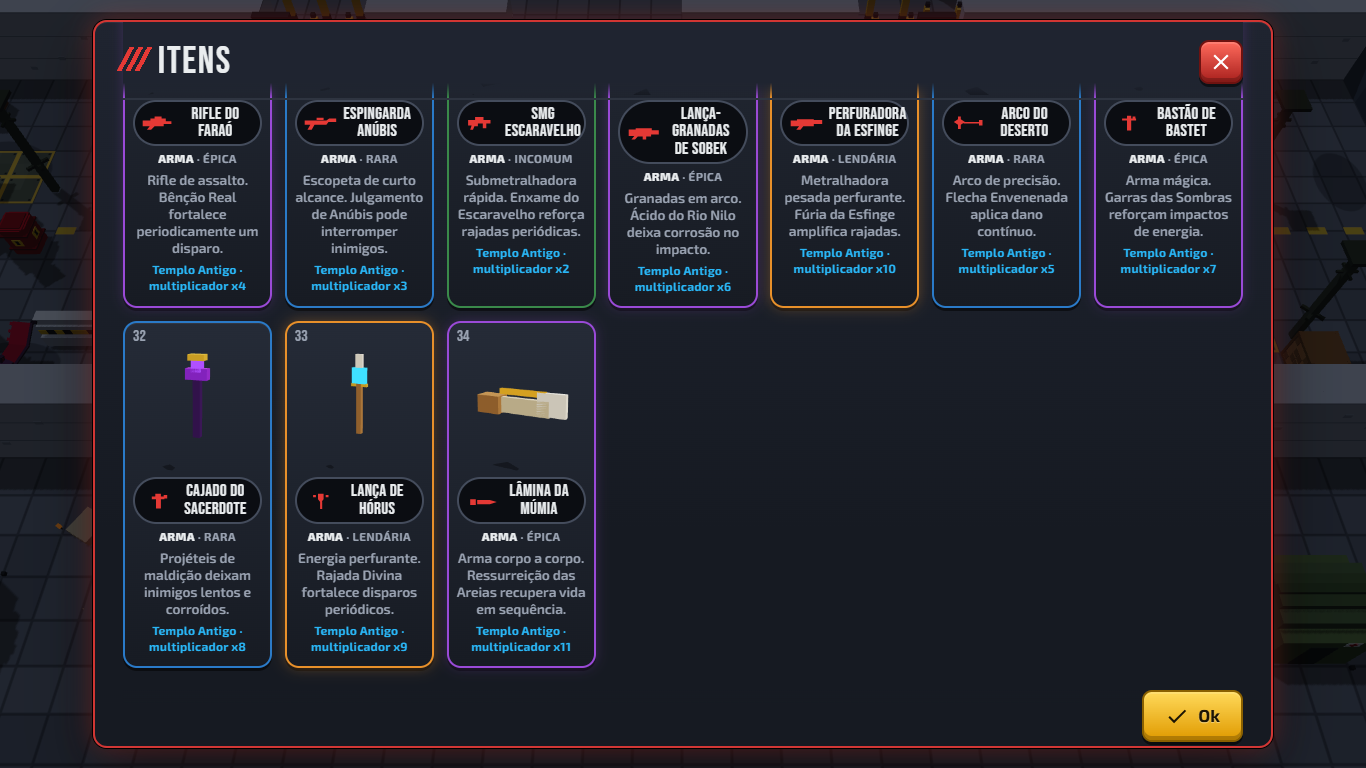 ITENS
RIFLE DO
FARAÓ
ARMA · ÉPICA
Rifle de assalto.
Bênção Real
fortalece
periodicamente um
disparo.
Templo Antigo ·
multiplicador x4
ESPINGARDA
ANÚBIS
ARMA · RARA
Escopeta de curto
alcance. Julgamento
de Anúbis pode
interromper
inimigos.
Templo Antigo ·
multiplicador x3
SMG
ESCARAVELHO
ARMA · INCOMUM
Submetralhadora
rápida. Enxame do
Escaravelho reforça
rajadas periódicas.
Templo Antigo ·
multiplicador x2
LANÇA-
GRANADAS
DE SOBEK
ARMA · ÉPICA
Granadas em arco.
Ácido do Rio Nilo
deixa corrosão no
impacto.
Templo Antigo ·
multiplicador x6
PERFURADORA
DA ESFINGE
ARMA · LENDÁRIA
Metralhadora
pesada perfurante.
Fúria da Esfinge
amplifica rajadas.
Templo Antigo ·
multiplicador x10
ARCO DO
DESERTO
ARMA · RARA
Arco de precisão.
Flecha Envenenada
aplica dano
contínuo.
Templo Antigo ·
multiplicador x5
BASTÃO DE
BASTET
ARMA · ÉPICA
Arma mágica.
Garras das Sombras
reforçam impactos
de energia.
Templo Antigo ·
multiplicador x7
32
CAJADO DO
SACERDOTE
ARMA · RARA
Projéteis de
maldição deixam
inimigos lentos e
corroídos.
Templo Antigo ·
multiplicador x8
33
LANÇA DE
HÓRUS
ARMA · LENDÁRIA
Energia perfurante.
Rajada Divina
fortalece disparos
periódicos.
Templo Antigo ·
multiplicador x9
34
LÂMINA DA
MÚMIA
ARMA · ÉPICA
Arma corpo a corpo.
Ressurreição das
Areias recupera vida
em sequência.
Templo Antigo ·
multiplicador x11
Ok